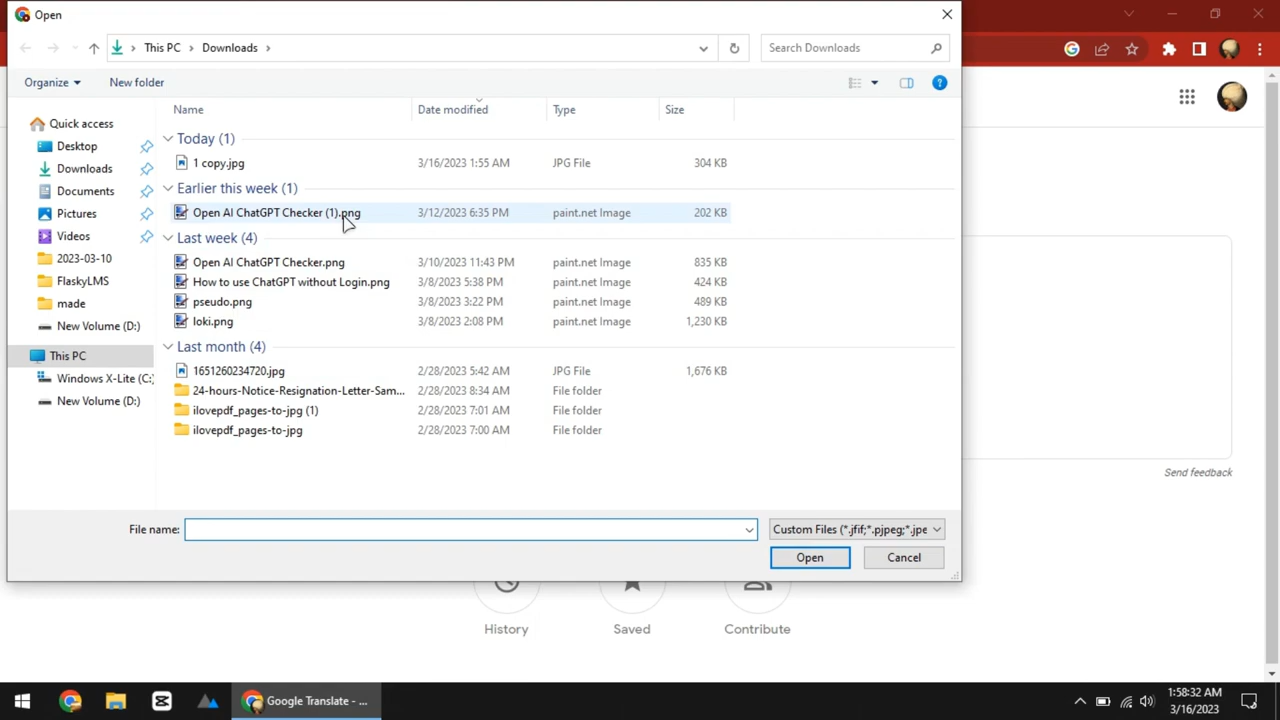 Open
This PC > Downloads >
Search Downloads
Organize
New folder
Name
Date modified
Type
Size
Quick access
Desktop
Downloads
Documents
Pictures
Videos
2023-03-10
FlaskyLMS
made
New Volume (D:)
This PC
Windows X-Lite (C:)
New Volume (D:)
Today (1)
1 copy.jpg 3/16/2023 1:55 AM JPG File 304 KB
Earlier this week (1)
Open AI ChatGPT Checker (1).png 3/12/2023 6:35 PM paint.net Image 202 KB
Last week (4)
Open AI ChatGPT Checker.png 3/10/2023 11:43 PM paint.net Image 835 KB
How to use ChatGPT without Login.png 3/8/2023 5:38 PM paint.net Image 424 KB
pseudo.png 3/8/2023 3:22 PM paint.net Image 489 KB
loki.png 3/8/2023 2:08 PM paint.net Image 1,230 KB
Last month (4)
1651260234720.jpg 2/28/2023 5:42 AM JPG File 1,676 KB
24-hours-Notice-Resignation-Letter-Sam... 2/28/2023 8:34 AM File folder
ilovepdf_pages-to-jpg (1) 2/28/2023 7:01 AM File folder
ilovepdf_pages-to-jpg 2/28/2023 7:00 AM File folder
File name:
Custom Files (*.jfif;*.pjpeg;*.jpe
Open
Cancel
Send feedback
History
Saved
Contribute
Google Translate - ...
1:58:32 AM
3/16/2023